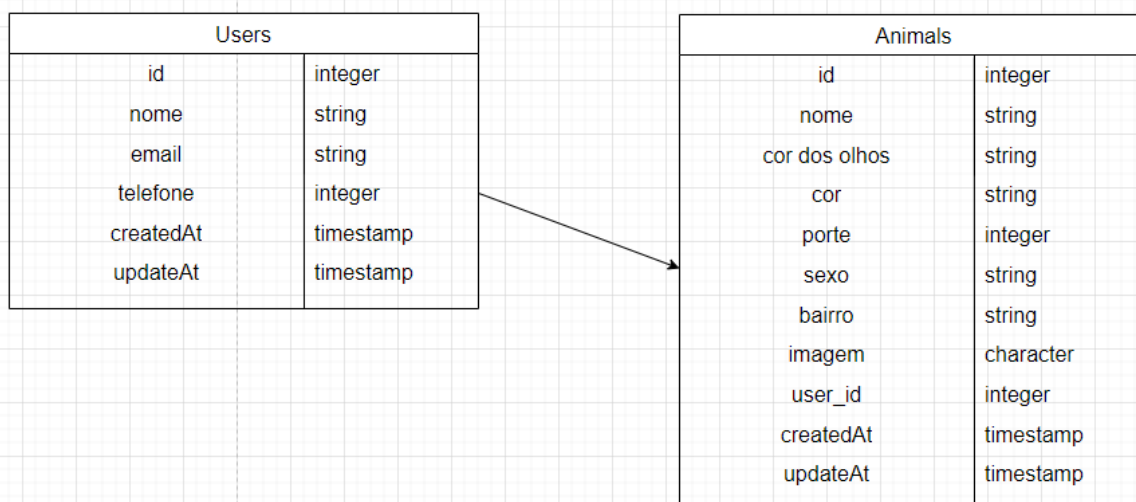 Users
id integer
nome string
email string
telefone integer
createdAt timestamp
updateAt timestamp
Animals
id integer
nome string
cor dos olhos string
cor string
porte integer
sexo string
bairro string
imagem character
user_id integer
createdAt timestamp
updateAt timestamp